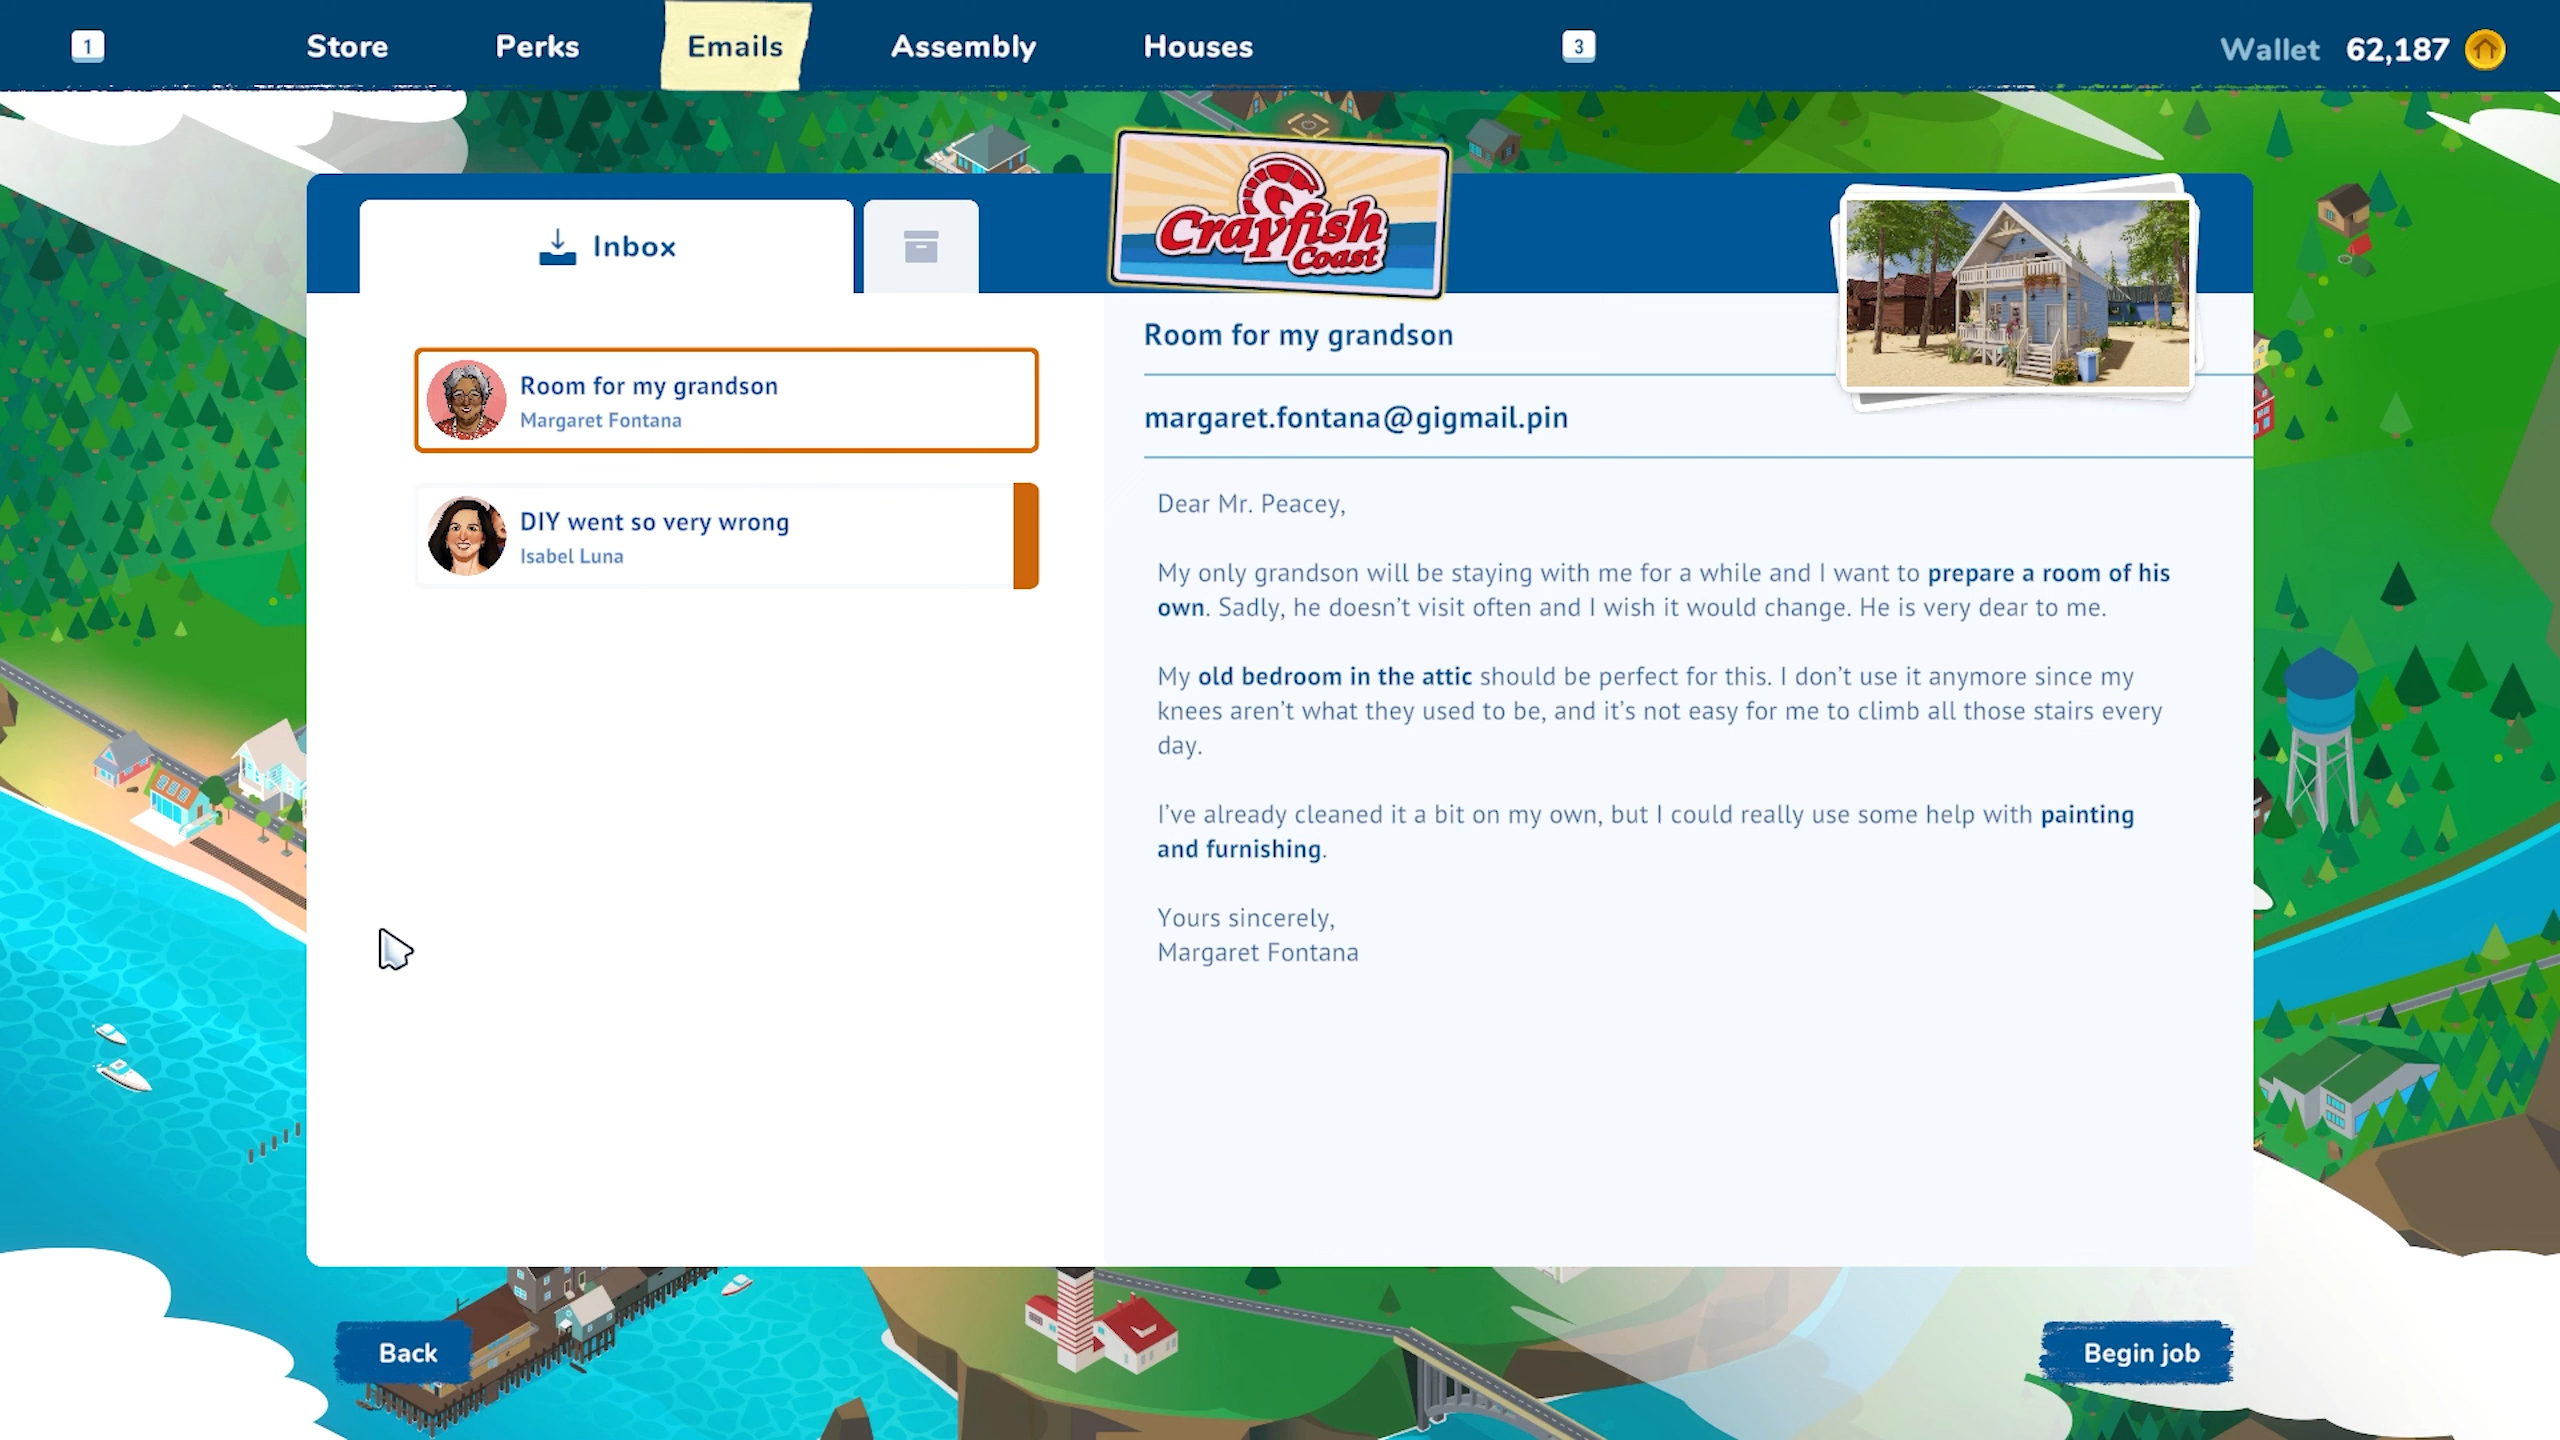 1
Store
Perks
Emails
Assembly
Houses
3
Wallet 62,187
Inbox
Crayfish
Coast
Room for my grandson
Margaret Fontana
DIY went so very wrong
Isabel Luna
Room for my grandson
margaret.fontana@gigmail.pin
Dear Mr. Peacey,
My only grandson will be staying with me for a while and I want to prepare a room of his
own. Sadly, he doesn't visit often and I wish it would change. He is very dear to me.
My old bedroom in the attic should be perfect for this. I don't use it anymore since my
knees aren't what they used to be, and it's not easy for me to climb all those stairs every
day.
I've already cleaned it a bit on my own, but I could really use some help with painting
and furnishing.
Yours sincerely,
Margaret Fontana
Back
Begin job